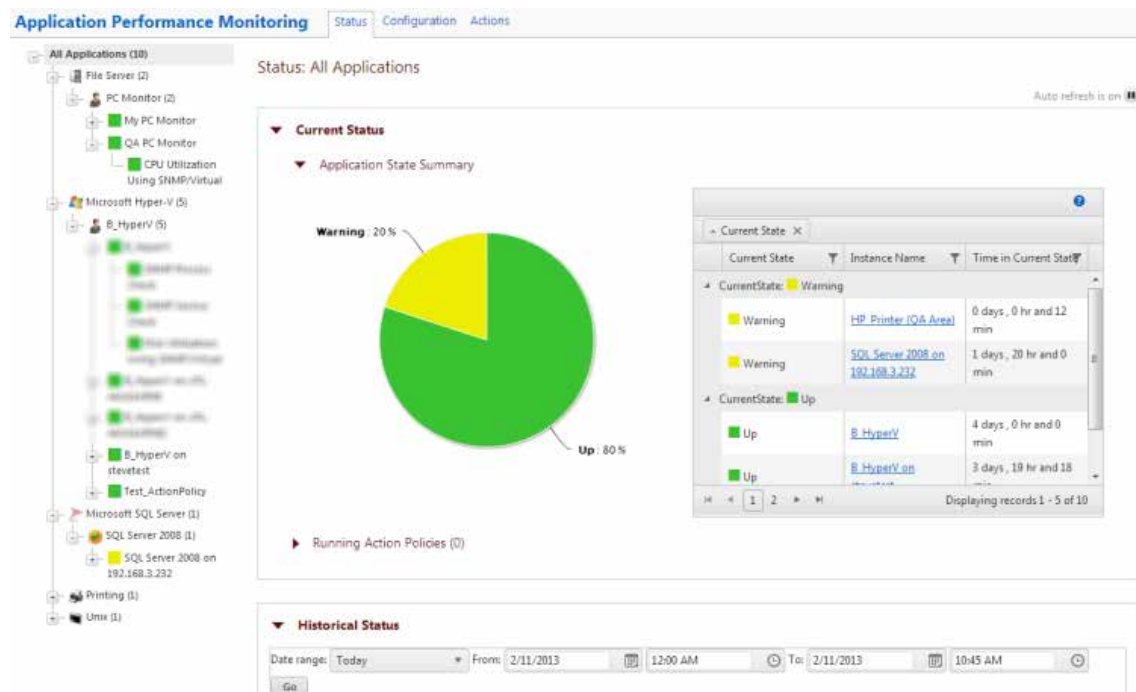 Application Performance Monitoring
Status Configuration Actions
All Applications (10)
File Server (2)
PC Monitor (2)
My PC Monitor
QA PC Monitor
CPU Utilization
Using SNMP/Virtual
Microsoft Hyper-V (5)
B_HyperV (5)
B_HyperV on
stevetest
Test_ActionPolicy
Microsoft SQL Server (1)
SQL Server 2008 (1)
SQL Server 2008 on
192.168.3.232
Printing (1)
Unix (1)
Status: All Applications
Auto refresh is on
Current Status
Application State Summary
Warning: 20 %
Up: 80 %
Current State
Current State Instance Name Time in Current State
CurrentState: Warning
Warning HP Printer (QA Area) 0 days , 0 hr and 12
min
Warning SQL Server 2008 on 1 days , 20 hr and 0
192.168.3.232 min
CurrentState: Up
Up B_HyperV 4 days , 0 hr and 0
min
Up B_HyperV on 3 days , 19 hr and 18
1 2 Displaying records 1 - 5 of 10
Running Action Policies (0)
Historical Status
Date range: Today From: 2/11/2013 12:00 AM To: 2/11/2013 10:45 AM
Go